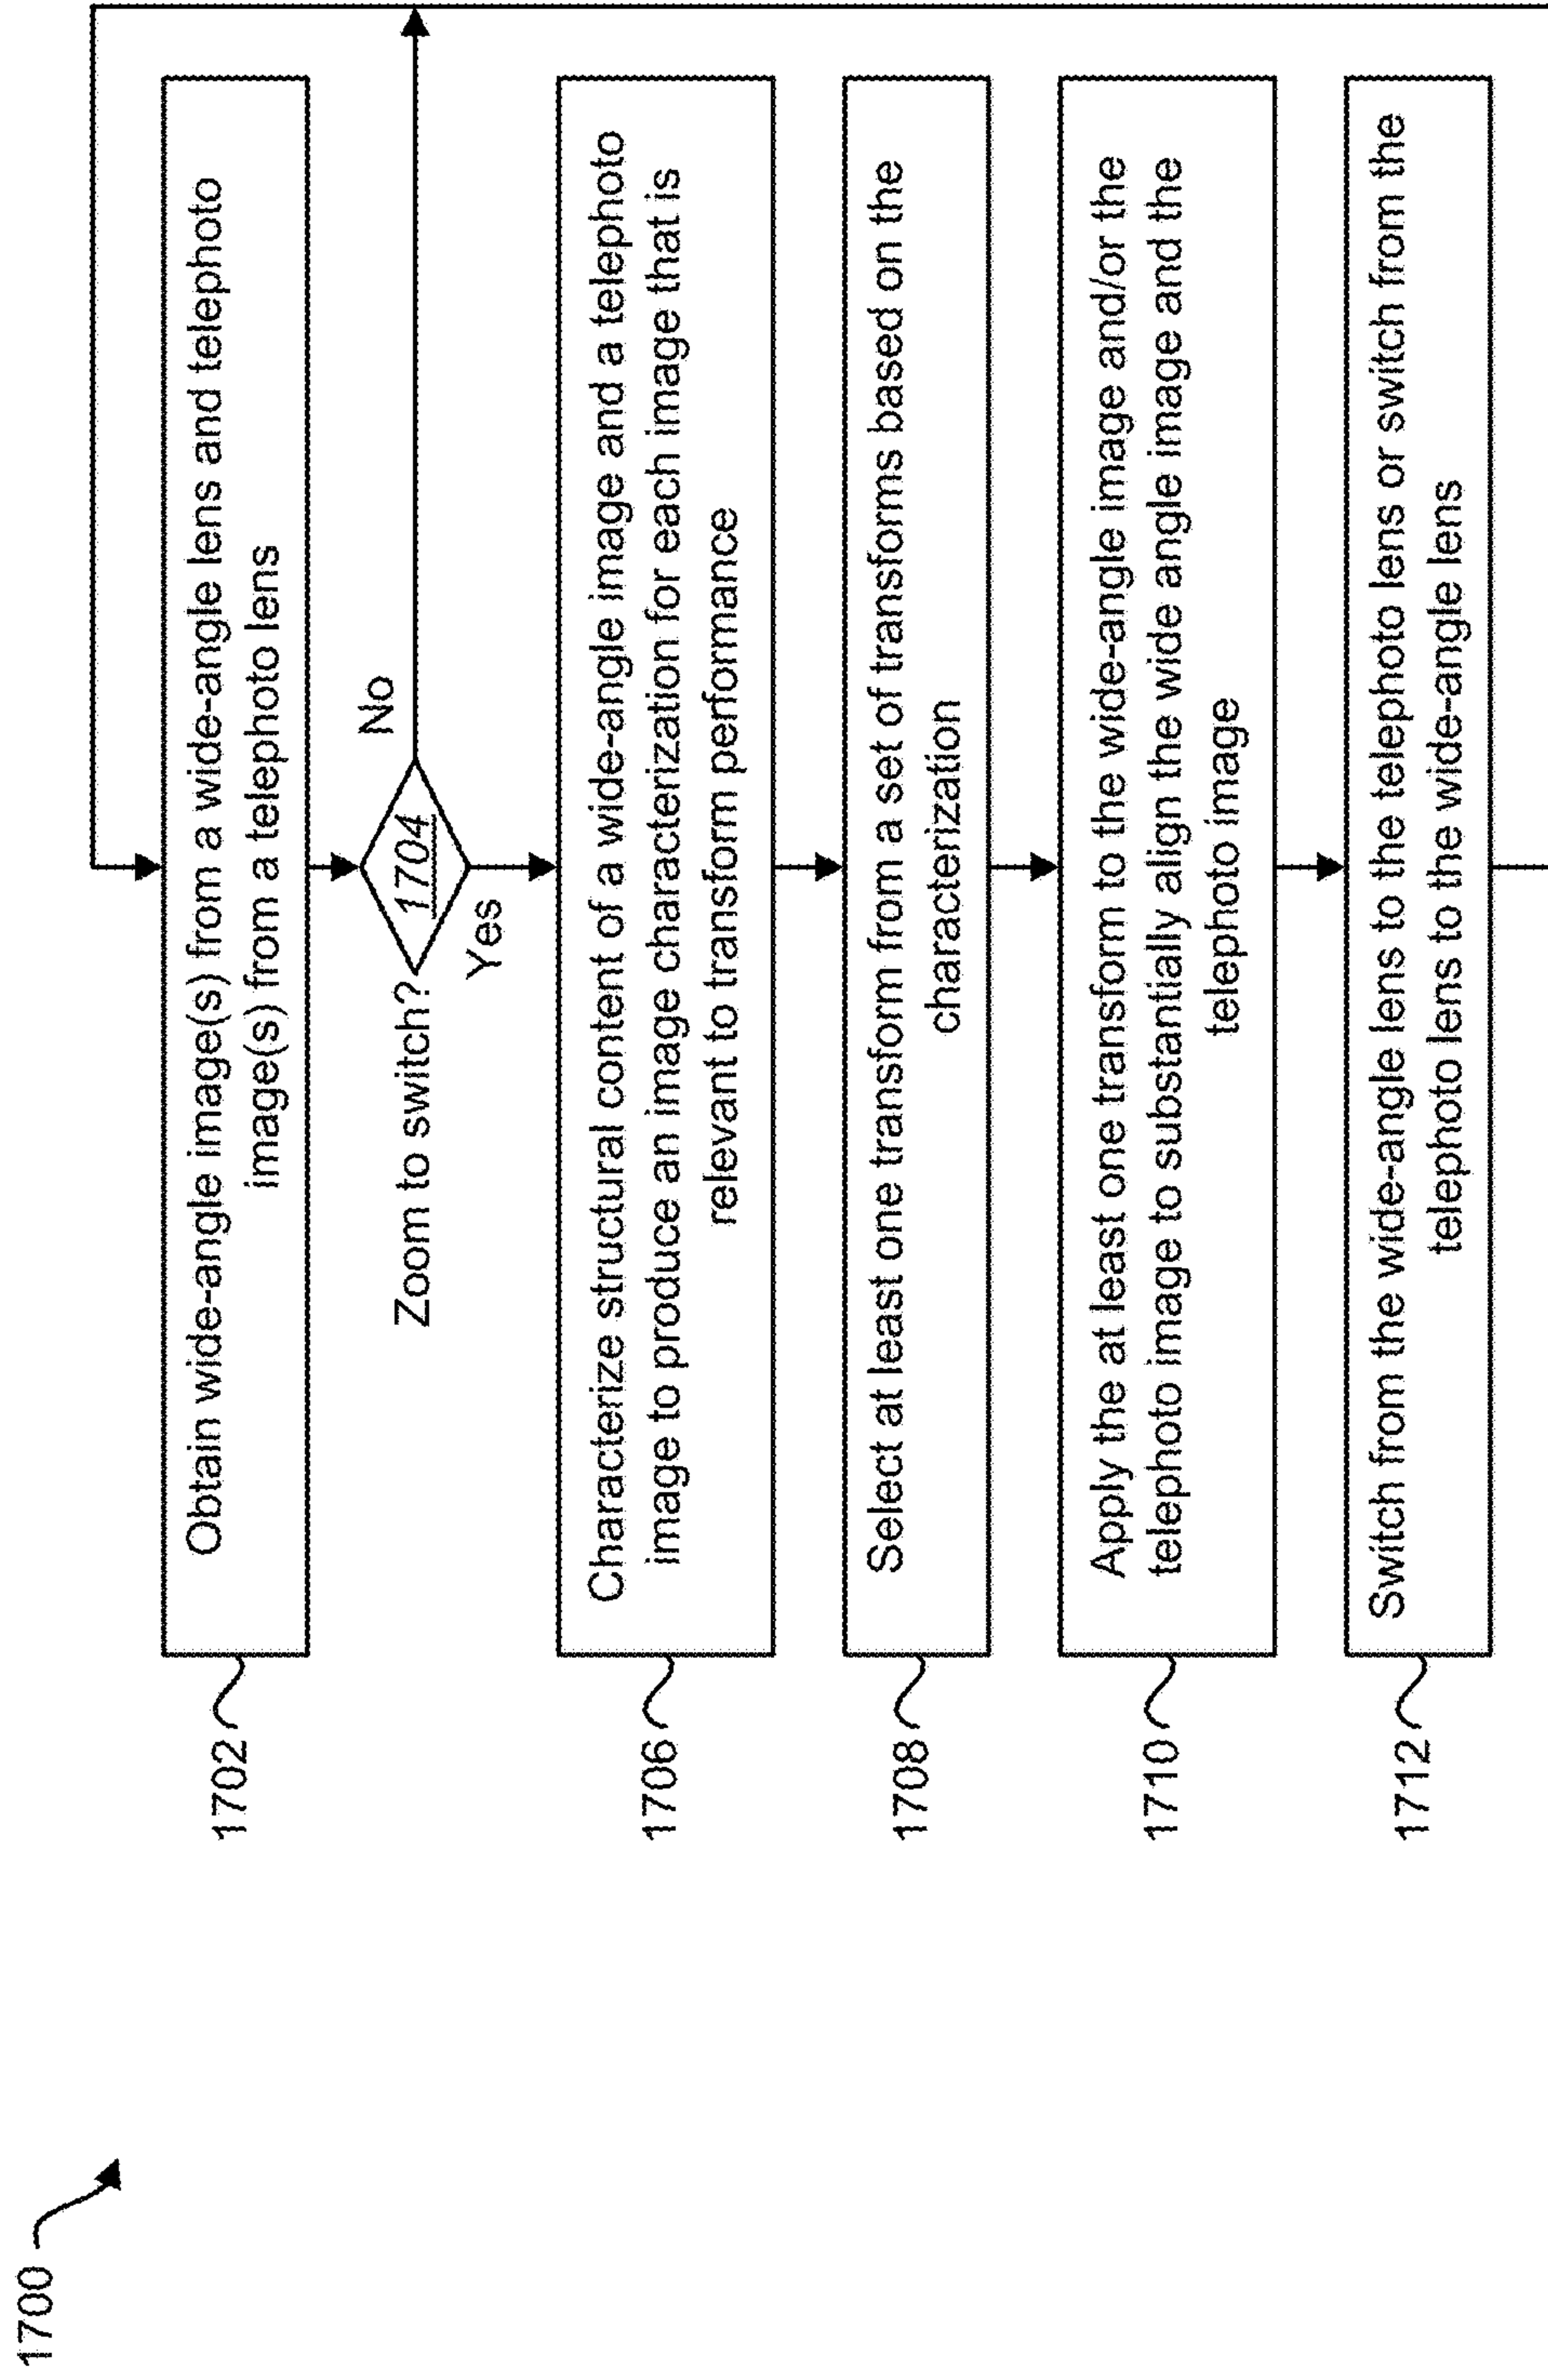 1700
1702
Obtain wide-angle image(s) from a wide-angle lens and telephoto
image(s) from a telephoto lens
Zoom to switch?
1704
No
Yes
1706
Characterize structural content of a wide-angle image and a telephoto
image to produce an image characterization for each image that is
relevant to transform performance
1708
Select at least one transform from a set of transforms based on the
characterization
1710
Apply the at least one transform to the wide-angle image and/or the
telephoto image to substantially align the wide angle image and the
telephoto image
1712
Switch from the wide-angle lens to the telephoto lens or switch from the
telephoto lens to the wide-angle lens